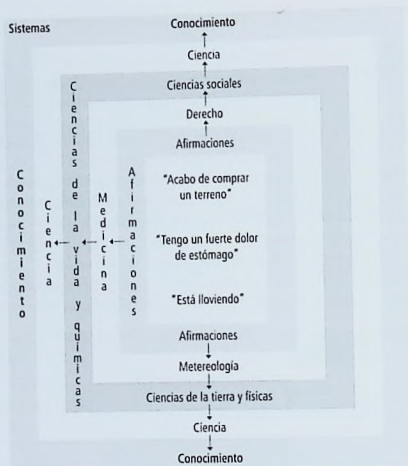 Sistemas
Conocimiento
Ciencia
Ciencias sociales
Derecho
Afirmaciones
Conocimiento
Ciencia
Ciencias de la vida y químicas
Medicina
Afirmaciones
"Acabo de comprar
un terreno"
"Tengo un fuerte dolor
de estómago"
"Está lloviendo"
Afirmaciones
Metereología
Ciencias de la tierra y físicas
Ciencia
Conocimiento